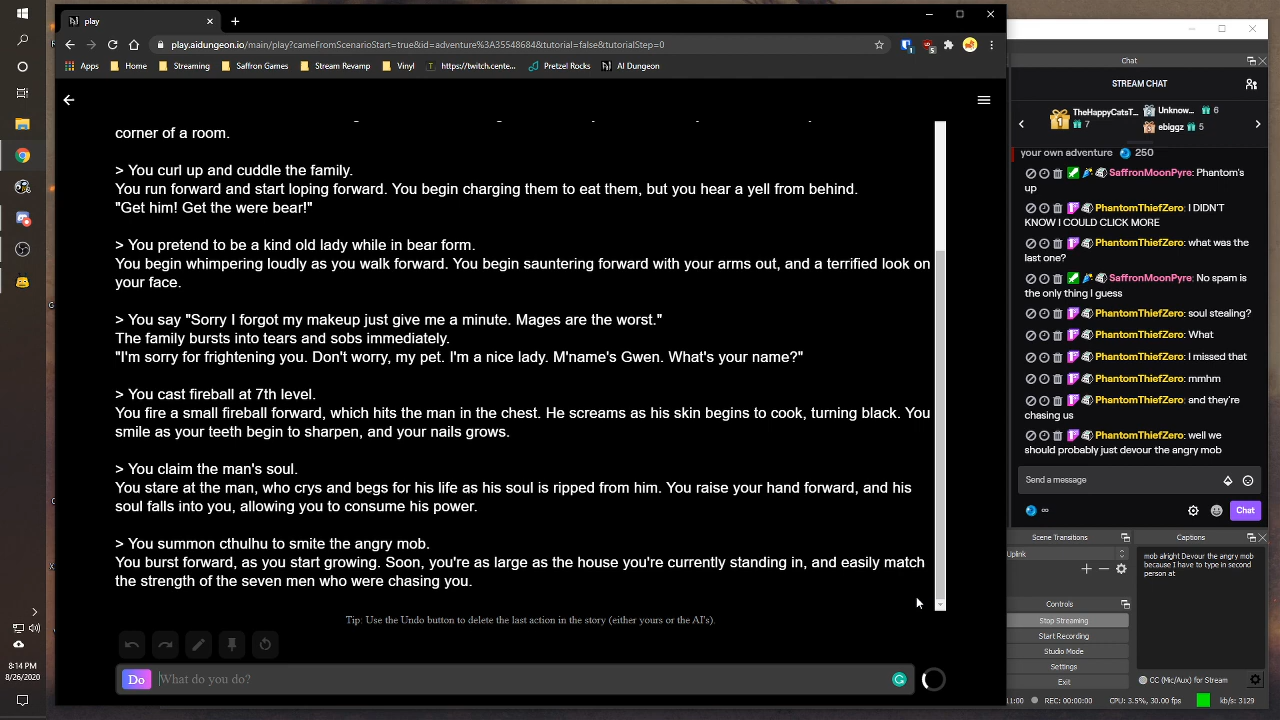 play
play.aidungeon.io/main/play?cameFromScenarioStart=true&id=adventure%3A35548684&tutorial=false&tutorialStep=0
Apps Home Streaming Saffron Games Stream Revamp Vinyl https://twitch.cente... Pretzel Rocks AI Dungeon
corner of a room.
> You curl up and cuddle the family.
You run forward and start loping forward. You begin charging them to eat them, but you hear a yell from behind.
"Get him! Get the were bear!"
> You pretend to be a kind old lady while in bear form.
You begin whimpering loudly as you walk forward. You begin sauntering forward with your arms out, and a terrified look on
your face.
> You say "Sorry I forgot my makeup just give me a minute. Mages are the worst."
The family bursts into tears and sobs immediately.
"I'm sorry for frightening you. Don't worry, my pet. I'm a nice lady. M'name's Gwen. What's your name?"
> You cast fireball at 7th level.
You fire a small fireball forward, which hits the man in the chest. He screams as his skin begins to cook, turning black. You
smile as your teeth begin to sharpen, and your nails grows.
> You claim the man's soul.
You stare at the man, who crys and begs for his life as his soul is ripped from him. You raise your hand forward, and his
soul falls into you, allowing you to consume his power.
> You summon cthulhu to smite the angry mob.
You burst forward, as you start growing. Soon, you're as large as the house you're currently standing in, and easily match
the strength of the seven men who were chasing you.
Tip: Use the Undo button to delete the last action in the story (either yours or the AI's).
Do What do you do?
8:14 PM
8/26/2020
Chat
STREAM CHAT
TheHappyCatsT... 7
Unknow... 6
ebiggz 5
your own adventure 250
SaffronMoonPyre: Phantom's
up
PhantomThiefZero: I DIDN'T
KNOW I COULD CLICK MORE
PhantomThiefZero: what was the
last one?
SaffronMoonPyre: No spam is
the only thing I guess
PhantomThiefZero: soul stealing?
PhantomThiefZero: What
PhantomThiefZero: I missed that
PhantomThiefZero: mmhm
PhantomThiefZero: and they're
chasing us
PhantomThiefZero: well we
should probably just devour the angry mob
Send a message
∞ Chat
Scene Transitions
Uplink
Controls
Stop Streaming
Start Recording
Studio Mode
Settings
Exit
Captions
mob alright Devour the angry mob
because I have to type in second
person at
CC (Mic/Aux) for Stream
11:00 REC: 00:00:00 CPU: 3.5%, 30.00 fps kb/s: 3129